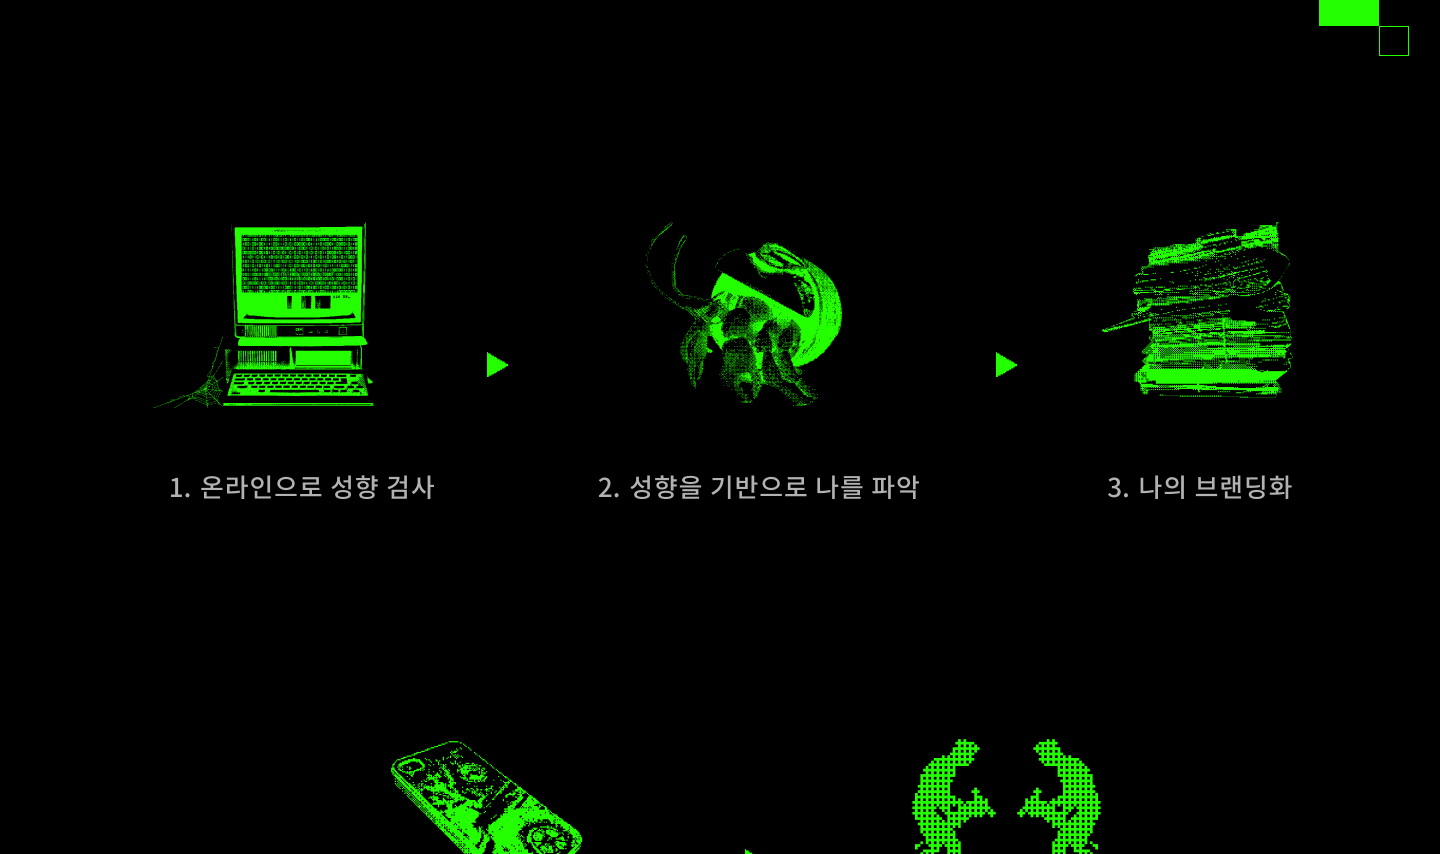 1. 온라인으로 성향 검사
2. 성향을 기반으로 나를 파악
3. 나의 브랜딩화